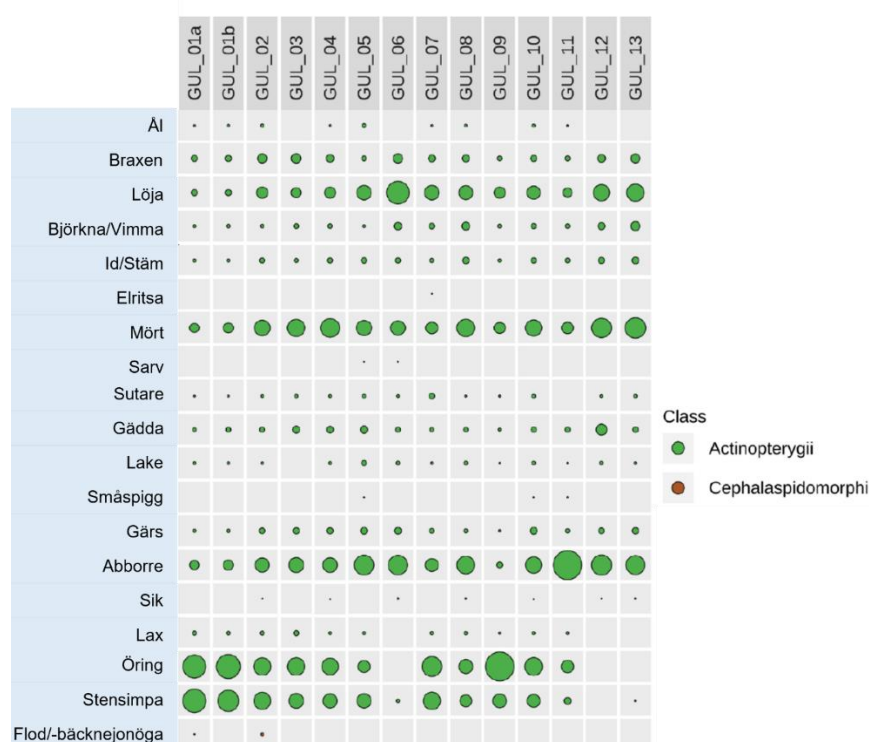 GUL_01a
GUL_01b
GUL_02
GUL_03
GUL_04
GUL_05
GUL_06
GUL_07
GUL_08
GUL_09
GUL_10
GUL_11
GUL_12
GUL_13
Ål
Braxen
Löja
Björkna/Vimma
Id/Stäm
Elritsa
Mört
Sarv
Sutare
Gädda
Lake
Småspigg
Gärs
Abborre
Sik
Lax
Öring
Stensimpa
Flod/-bäcknejonöga
Class
Actinopterygii
Cephalaspidomorphi